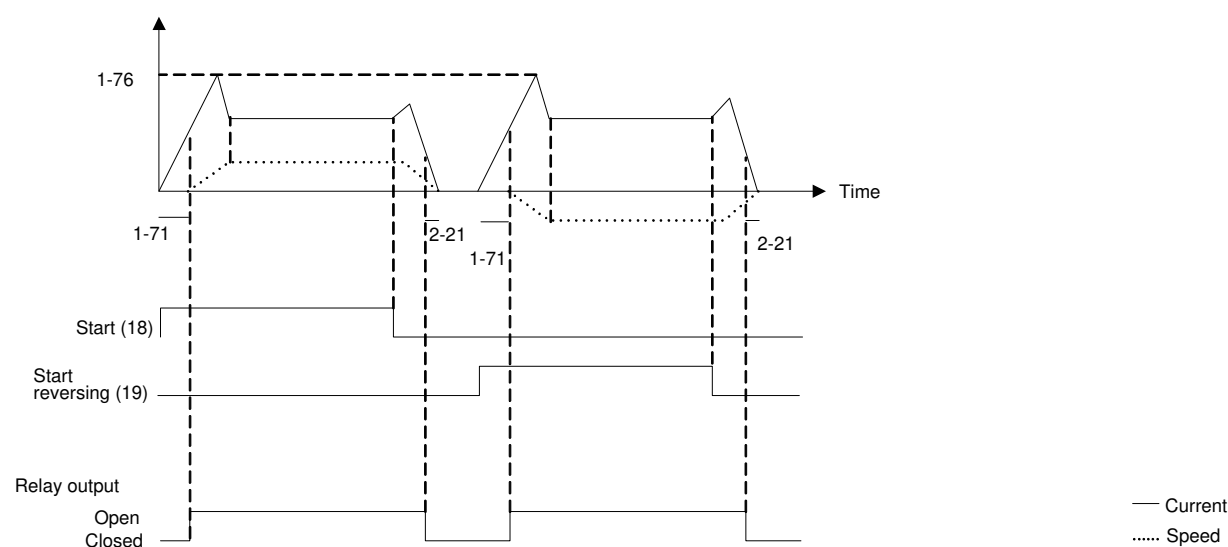 1-76
Time
1-71
2-21
1-71
2-21
Start (18)
Start
reversing (19)
Relay output
Open
Closed
Current
Speed